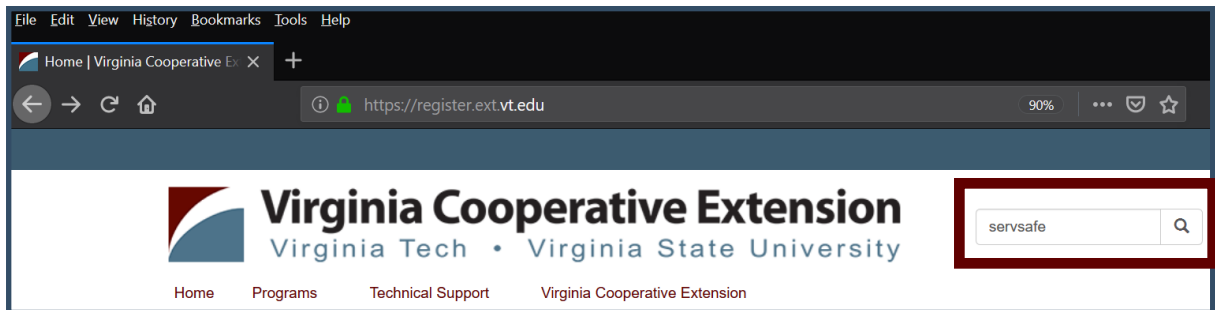 File Edit View History Bookmarks Tools Help
Home | Virginia Cooperative Ex
https://register.ext.vt.edu 90%
Virginia Cooperative Extension
Virginia Tech • Virginia State University
servsafe
Home Programs Technical Support Virginia Cooperative Extension